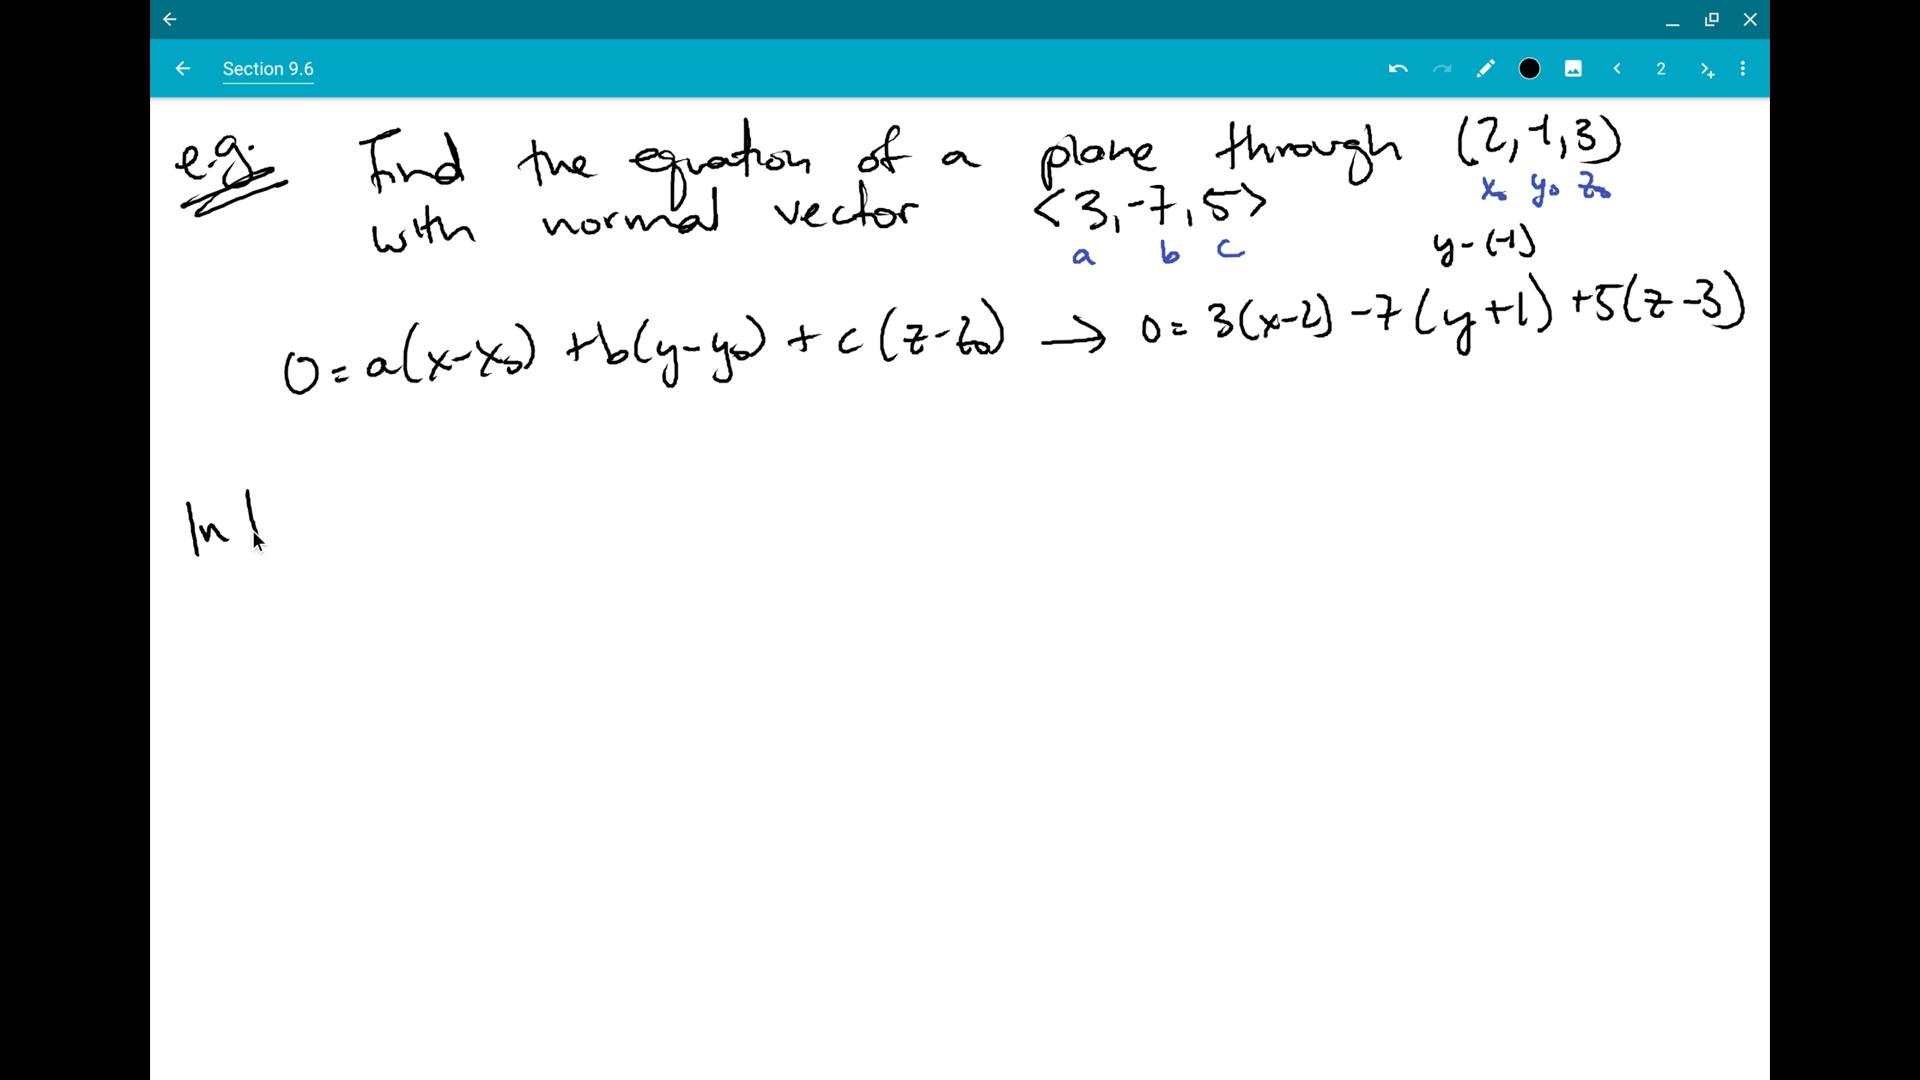 Section 9.6
2
e.g. Find the equation of a plane through (2,-1,3)
x₀ y₀ z₀
with normal vector <3,-7,5>
a b c
y-(-1)
0=a(x-x₀) +b(y-y₀) + c(z-z₀) → 0= 3(x-2) -7(y+1) +5(z-3)
In